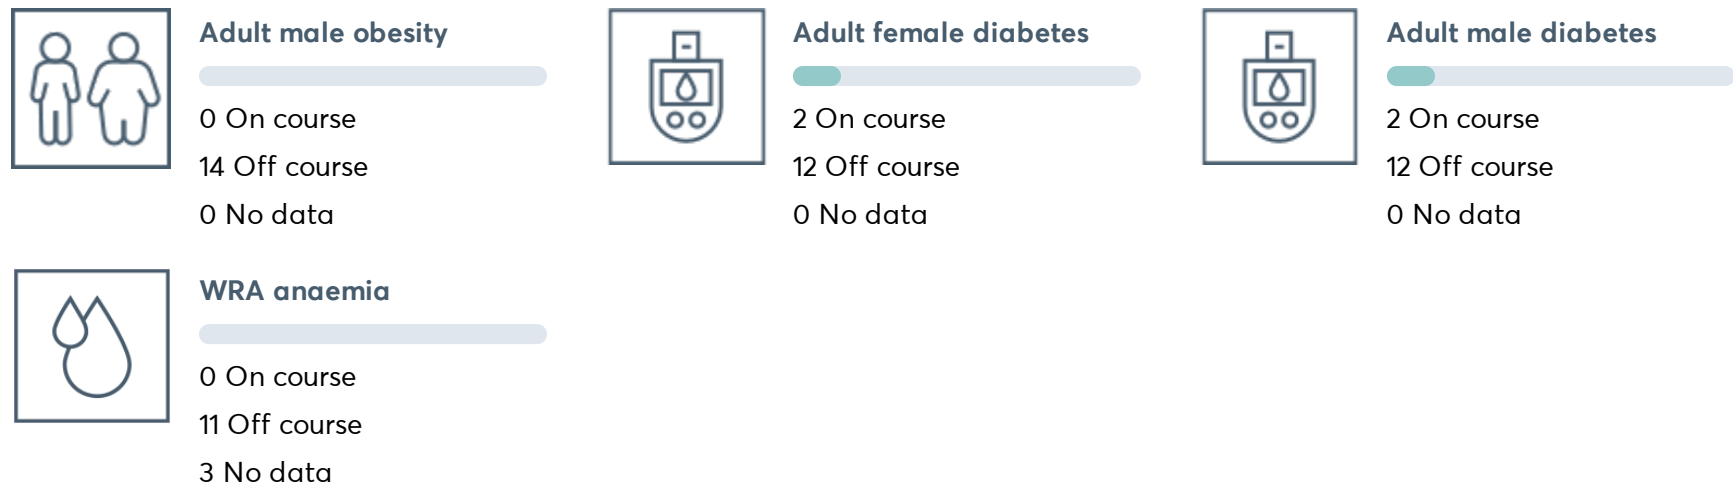 Adult male obesity
0 On course
14 Off course
0 No data
Adult female diabetes
2 On course
12 Off course
0 No data
Adult male diabetes
2 On course
12 Off course
0 No data
WRA anaemia
0 On course
11 Off course
3 No data